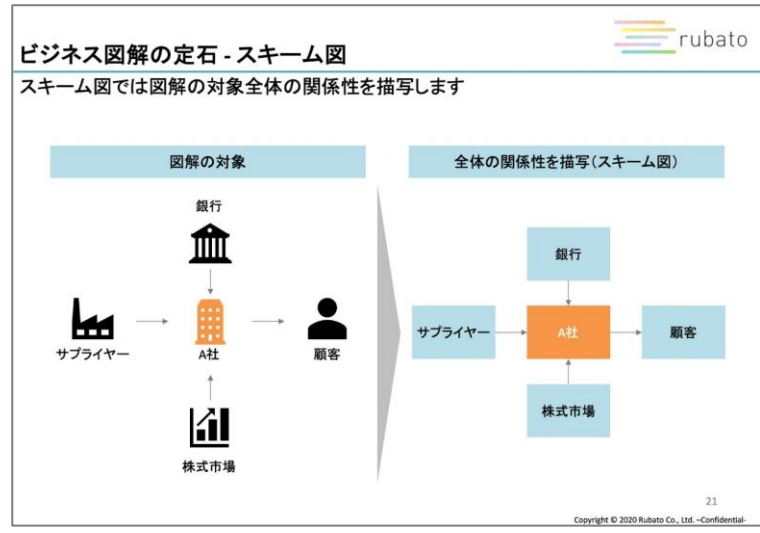 rubato
ビジネス図解の定石 - スキーム図
スキーム図では図解の対象全体の関係性を描写します
図解の対象
銀行
サプライヤー
A社
顧客
株式市場
全体の関係性を描写(スキーム図)
銀行
サプライヤー
A社
顧客
株式市場
21
Copyright © 2020 Rubato Co., Ltd. –Confidential-